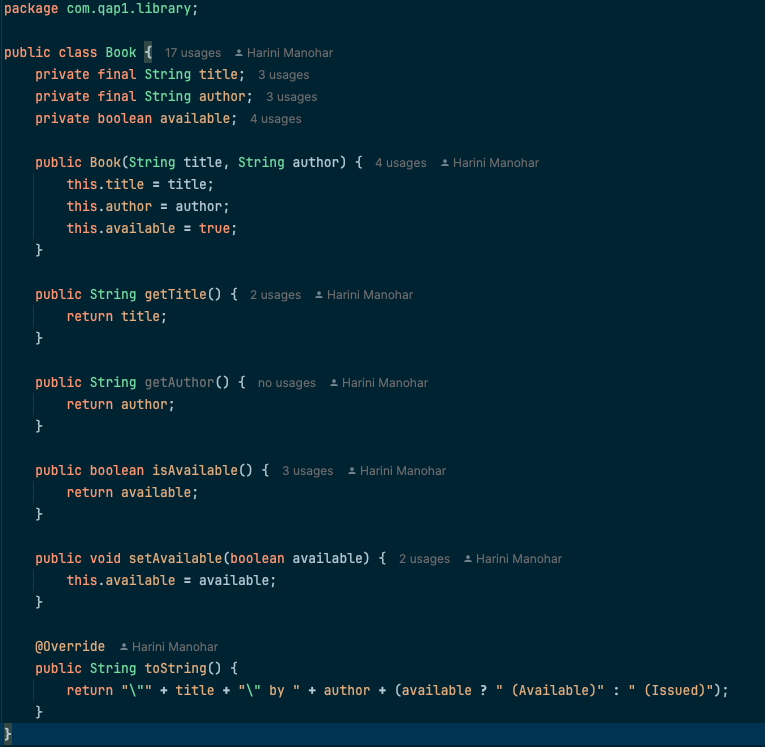 package com.qap1.library;
public class Book { 17 usages Harini Manohar
private final String title; 3 usages
private final String author; 3 usages
private boolean available; 4 usages
public Book(String title, String author) { 4 usages Harini Manohar
this.title = title;
this.author = author;
this.available = true;
}
public String getTitle() { 2 usages Harini Manohar
return title;
}
public String getAuthor() { no usages Harini Manohar
return author;
}
public boolean isAvailable() { 3 usages Harini Manohar
return available;
}
public void setAvailable(boolean available) { 2 usages Harini Manohar
this.available = available;
}
@Override Harini Manohar
public String toString() {
return "\"" + title + "\" by " + author + (available ? " (Available)" : " (Issued)");
}
}